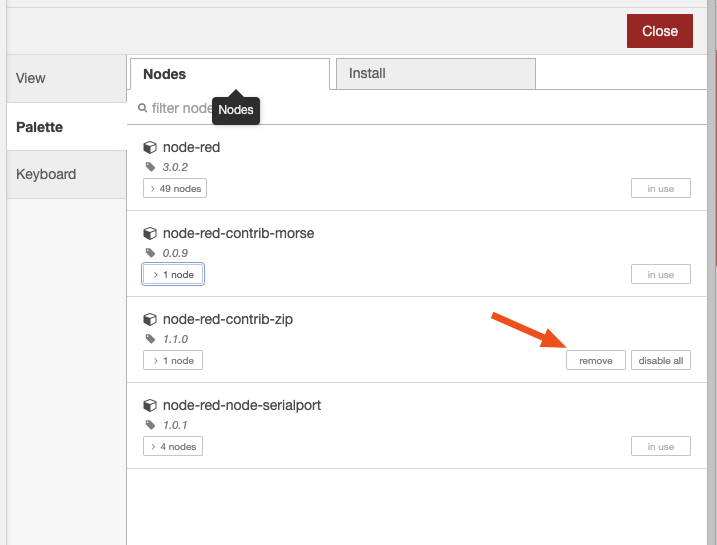 Close
View
Palette
Keyboard
Nodes
Install
filter node
Nodes
node-red
3.0.2
> 49 nodes
in use
node-red-contrib-morse
0.0.9
> 1 node
in use
node-red-contrib-zip
1.1.0
> 1 node
remove
disable all
node-red-node-serialport
1.0.1
> 4 nodes
in use